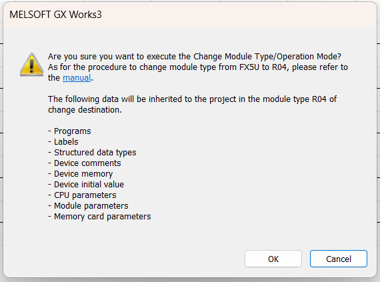 MELSOFT GX Works3
Are you sure you want to execute the Change Module Type/Operation Mode?
As for the procedure to change module type from FX5U to R04, please refer to
the manual.
The following data will be inherited to the project in the module type R04 of
change destination.
- Programs
- Labels
- Structured data types
- Device comments
- Device memory
- Device initial value
- CPU parameters
- Module parameters
- Memory card parameters
OK
Cancel